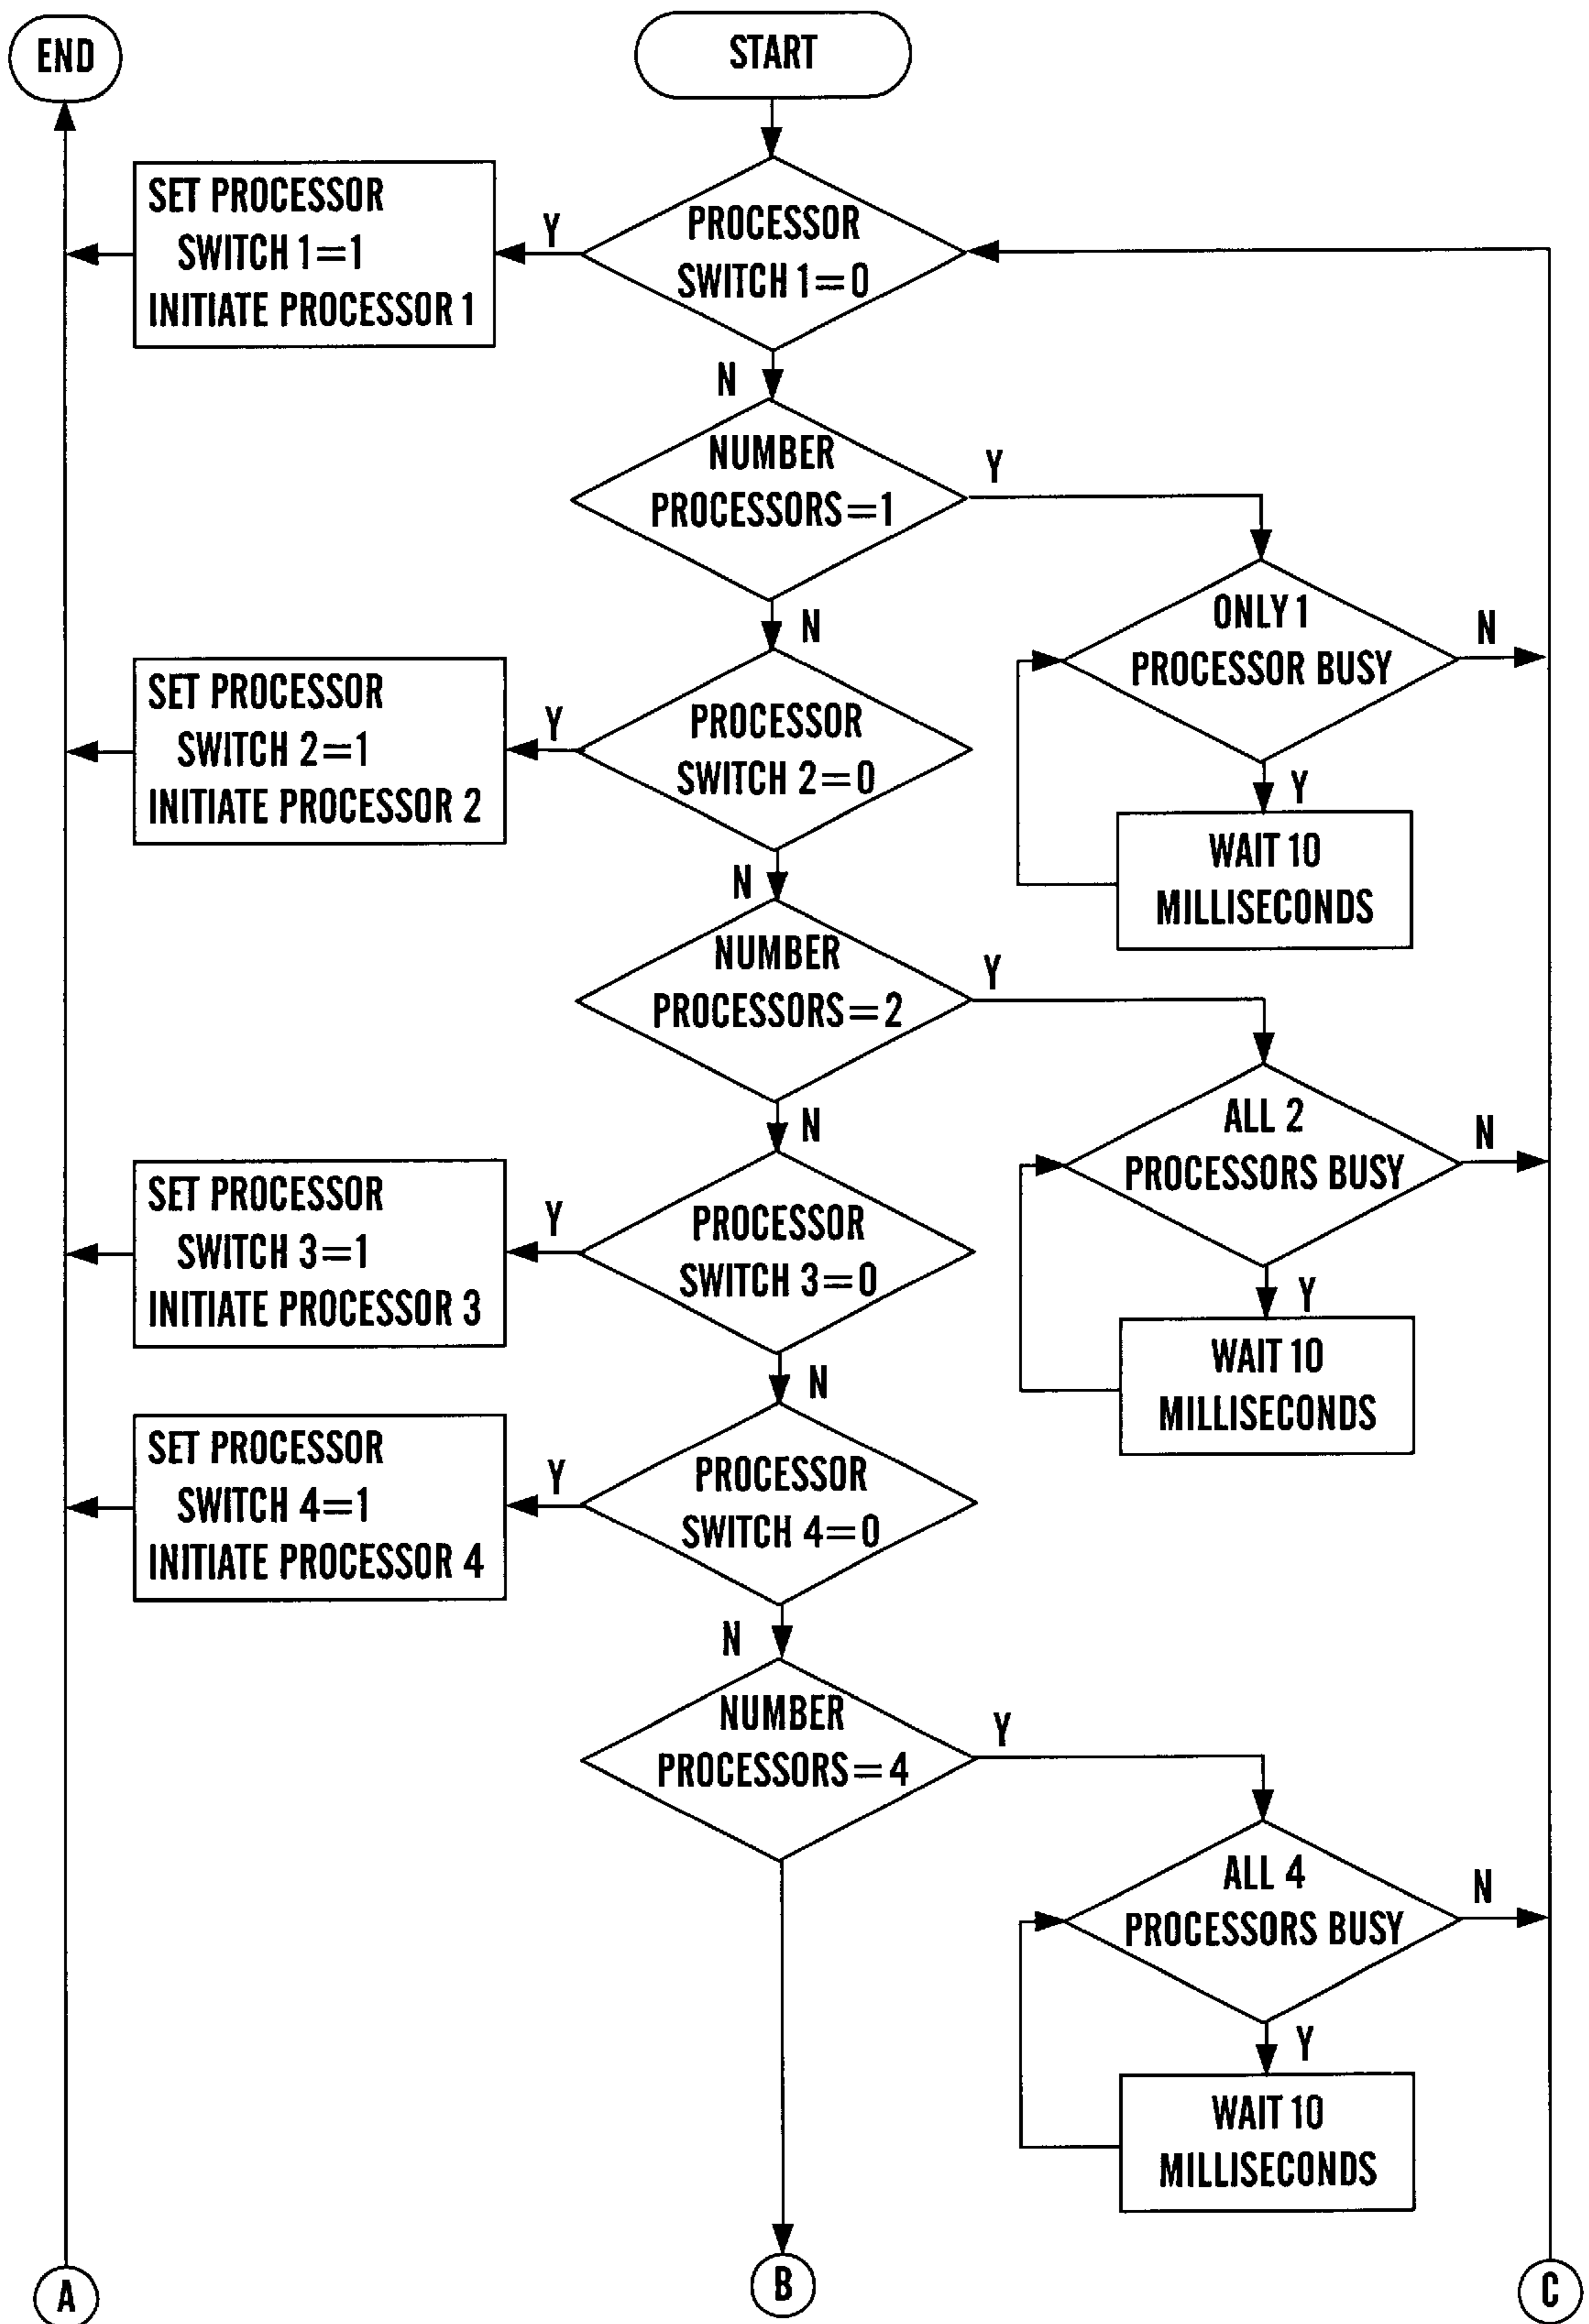 END
START
SET PROCESSOR
SWITCH 1=1
INITIATE PROCESSOR 1
Y
PROCESSOR
SWITCH 1=0
N
NUMBER
PROCESSORS=1
Y
ONLY 1
PROCESSOR BUSY
N
Y
WAIT 10
MILLISECONDS
N
SET PROCESSOR
SWITCH 2=1
INITIATE PROCESSOR 2
Y
PROCESSOR
SWITCH 2=0
N
NUMBER
PROCESSORS=2
Y
ALL 2
PROCESSORS BUSY
N
Y
WAIT 10
MILLISECONDS
N
SET PROCESSOR
SWITCH 3=1
INITIATE PROCESSOR 3
Y
PROCESSOR
SWITCH 3=0
N
SET PROCESSOR
SWITCH 4=1
INITIATE PROCESSOR 4
Y
PROCESSOR
SWITCH 4=0
N
NUMBER
PROCESSORS=4
Y
ALL 4
PROCESSORS BUSY
N
Y
WAIT 10
MILLISECONDS
A
B
C